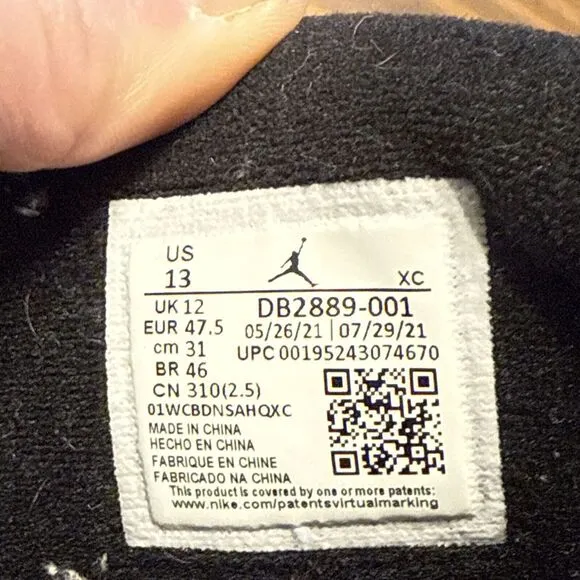 US
13 XC
UK 12 DB2889-001
EUR 47.5 05/26/21 | 07/29/21
cm 31 UPC 00195243074670
BR 46
CN 310(2.5)
01WCBDNSAHQXC
MADE IN CHINA
HECHO EN CHINA
FABRIQUE EN CHINE
FABRICADO NA CHINA
This product is covered by one or more patents:
www.nike.com/patentsvirtualmarking